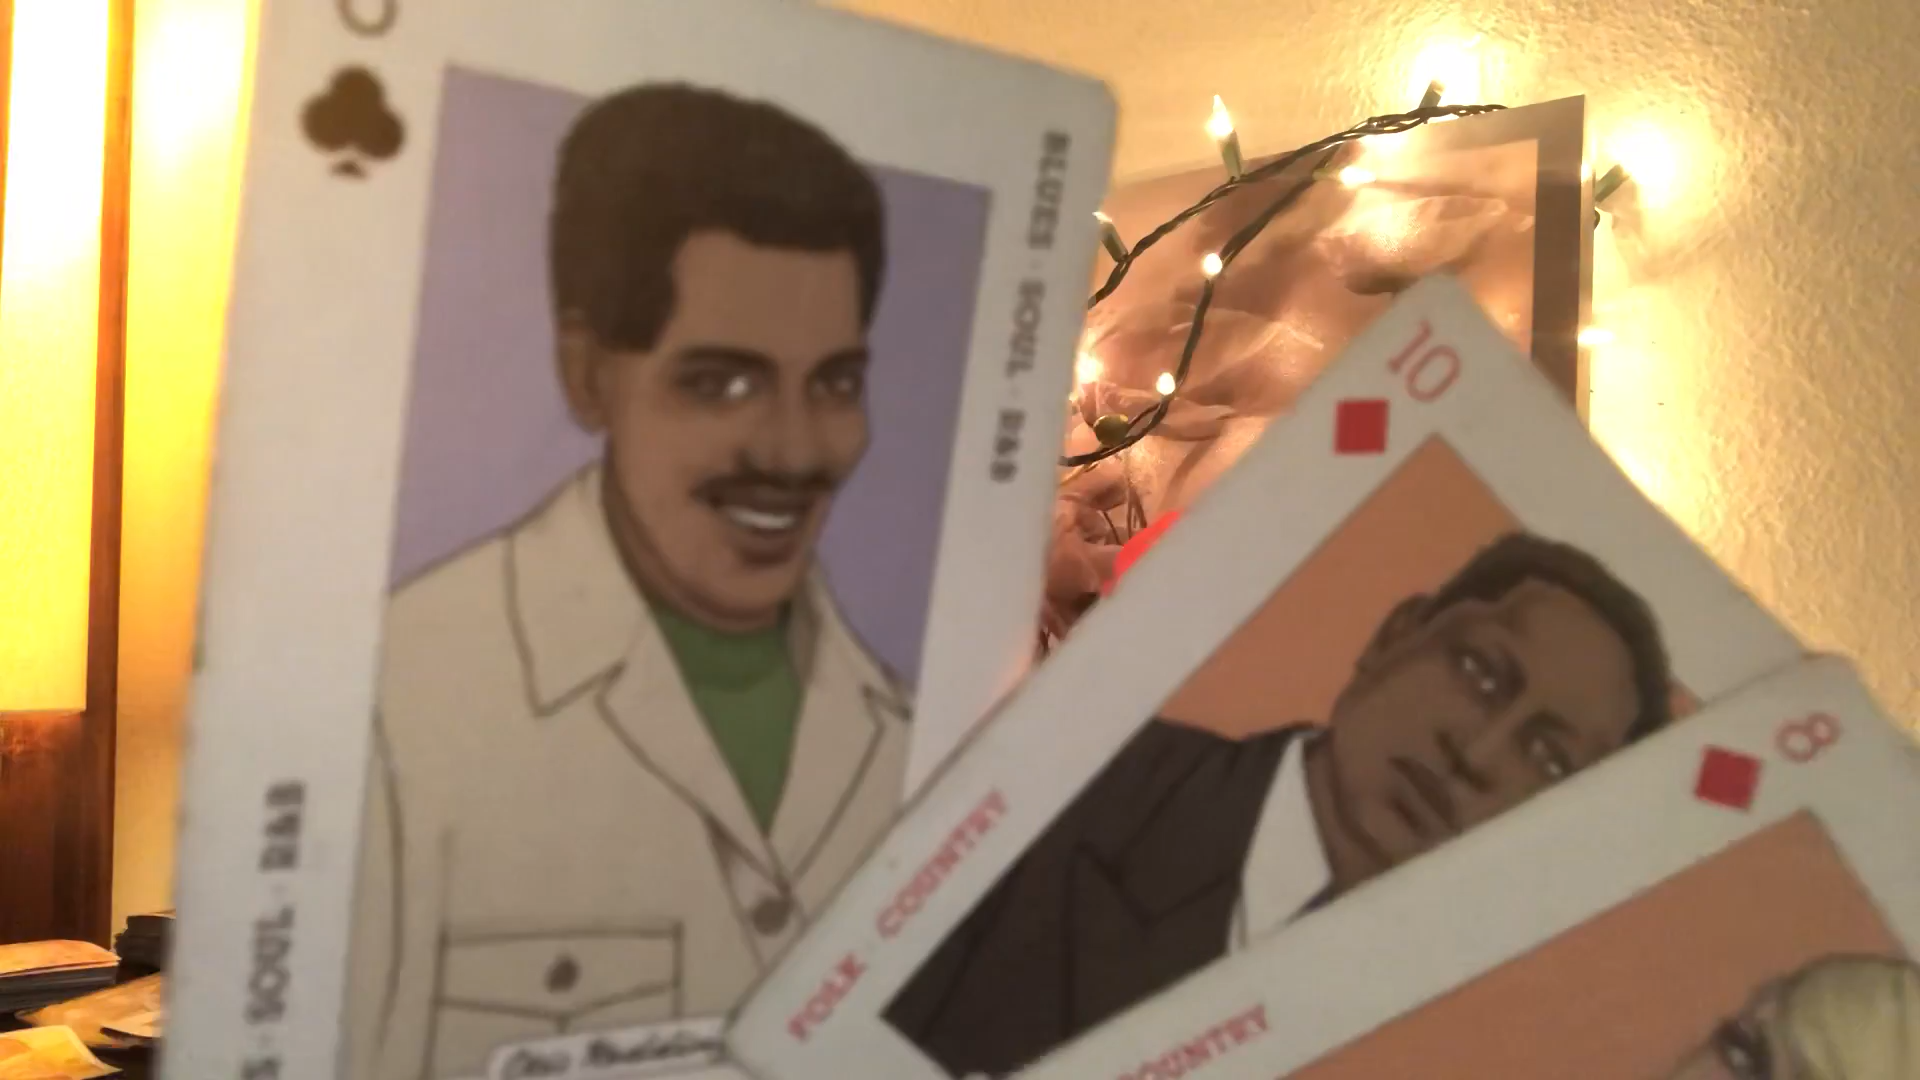 BLUES · SOUL · R&B
SOUL · R&B
10
FOLK · COUNTRY
8
COUNTRY